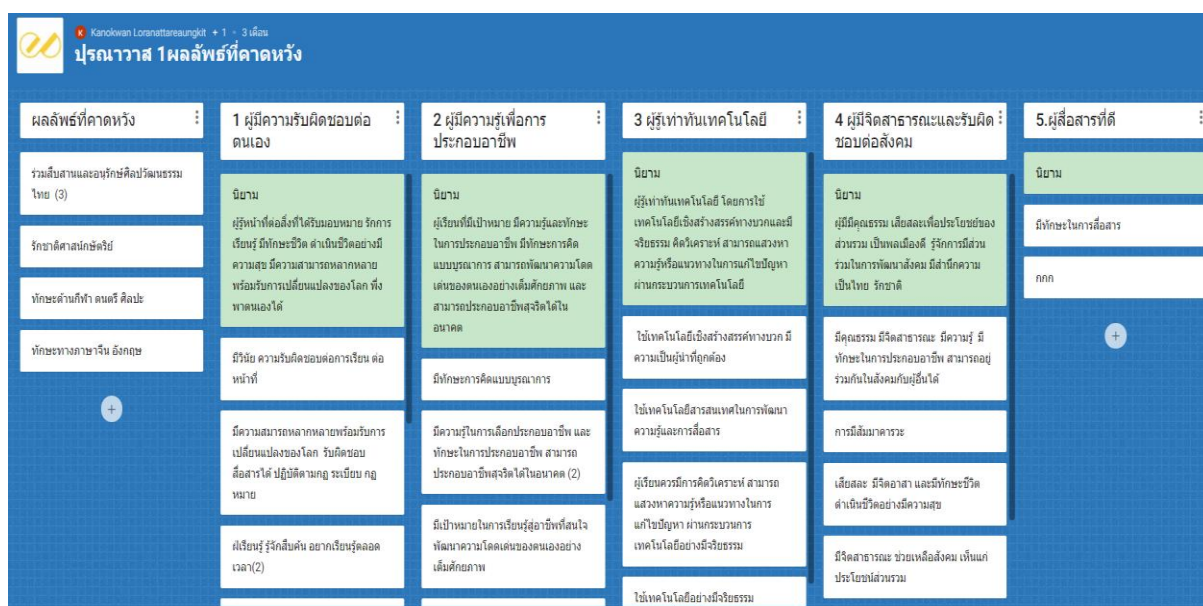 K Kanokwan Loranattareaungkit + 1 • 3 เดือน
ปุรณาวาส 1ผลลัพธ์ที่คาดหวัง
ผลลัพธ์ที่คาดหวัง
ร่วมสืบสานและอนุรักษ์ศิลปวัฒนธรรม
ไทย (3)
รักชาติศาสน์กษัตริย์
ทักษะด้านกีฬา ดนตรี ศิลปะ
ทักษะทางภาษาจีน อังกฤษ
1 ผู้มีความรับผิดชอบต่อ
ตนเอง
นิยาม
ผู้รู้หน้าที่ต่อสิ่งที่ได้รับมอบหมาย รักการ
เรียนรู้ มีทักษะชีวิต ดำเนินชีวิตอย่างมี
ความสุข มีความสามารถหลากหลาย
พร้อมรับการเปลี่ยนแปลงของโลก พึ่ง
พาตนเองได้
มีวินัย ความรับผิดชอบต่อการเรียน ต่อ
หน้าที่
มีความสมารถหลากหลายพร้อมรับการ
เปลี่ยนแปลงของโลก รับผิดชอบ
สื่อสารได้ ปฏิบัติตามกฎ ระเบียบ กฎ
หมาย
ฝเรียนรู้ รู้จักสืบค้น อยากเรียนรู้ตลอด
เวลา(2)
2 ผู้มีความรู้เพื่อการ
ประกอบอาชีพ
นิยาม
ผู้เรียนที่มีเป้าหมาย มีความรู้และทักษะ
ในการประกอบอาชีพ มีทักษะการคิด
แบบบูรณาการ สามารถพัฒนาความโดด
เด่นของตนเองอย่างเต็มศักยภาพ และ
สามารถประกอบอาชีพสุจริตได้ใน
อนาคต
มีทักษะการคิดแบบบูรณาการ
มีความรู้ในการเลือกประกอบอาชีพ และ
ทักษะในการประกอบอาชีพ สามารถ
ประกอบอาชีพสุจริตได้ในอนาคต (2)
มีเป้าหมายในการเรียนรู้สู่อาชีพที่สนใจ
พัฒนาความโดดเด่นของตนเองอย่าง
เต็มศักยภาพ
3 ผู้รู้เท่าทันเทคโนโลยี
นิยาม
ผู้รู้เท่าทันเทคโนโลยี โดยการใช้
เทคโนโลยีเชิงสร้างสรรค์ทางบวกและมี
จริยธรรม คิดวิเคราะห์ สามารถแสวงหา
ความรู้หรือแนวทางในการแก้ไขปัญหา
ผ่านกระบวนการเทคโนโลยี
ใช้เทคโนโลยีเชิงสร้างสรรค์ทางบวก มี
ความเป็นผู้นำที่ถูกต้อง
ใช้เทคโนโลยีสารสนเทศในการพัฒนา
ความรู้และการสื่อสาร
ผู้เรียนควรมีการคิดวิเคราะห์ สามารถ
แสวงหาความรู้หรือแนวทางในการ
แก้ไขปัญหา ผ่านกระบวนการ
เทคโนโลยีอย่างมีจริยธรรม
ใช้เทคโนโลยีอย่างมีจริยธรรม
4 ผู้มีจิตสาธารณะและรับผิด
ชอบต่อสังคม
นิยาม
ผู้มีมีคุณธรรม เสียสละเพื่อประโยชน์ของ
ส่วนรวม เป็นพลเมืองดี รู้จักการมีส่วน
ร่วมในการพัฒนาสังคม มีสำนึกความ
เป็นไทย รักชาติ
มีคุณธรรม มีจิตสาธารณะ มีความรู้ มี
ทักษะในการประกอบอาชีพ สามารถอยู่
ร่วมกันในสังคมกับผู้อื่นได้
การมีสัมมาคารวะ
เสียสละ มีจิตอาสา และมีทักษะชีวิต
ดำเนินชีวิตอย่างมีความสุข
มีจิตสาธารณะ ช่วยเหลือสังคม เห็นแก่
ประโยชน์ส่วนรวม
5.ผู้สื่อสารที่ดี
นิยาม
มีทักษะในการสื่อสาร
กกก